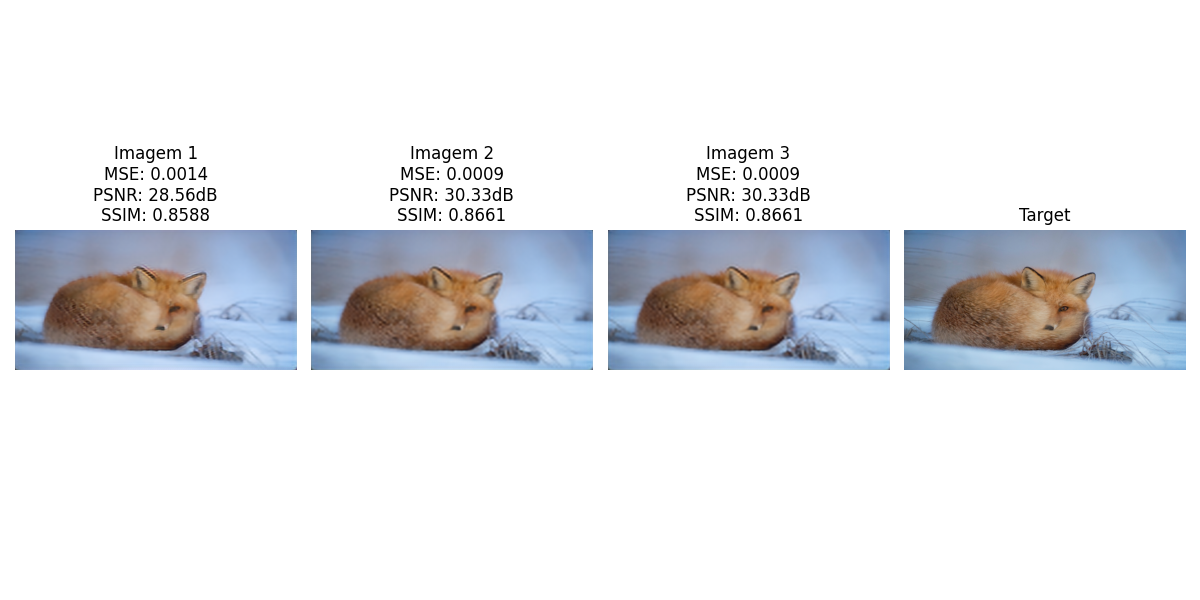 Imagem 1
MSE: 0.0014
PSNR: 28.56dB
SSIM: 0.8588
Imagem 2
MSE: 0.0009
PSNR: 30.33dB
SSIM: 0.8661
Imagem 3
MSE: 0.0009
PSNR: 30.33dB
SSIM: 0.8661
Target